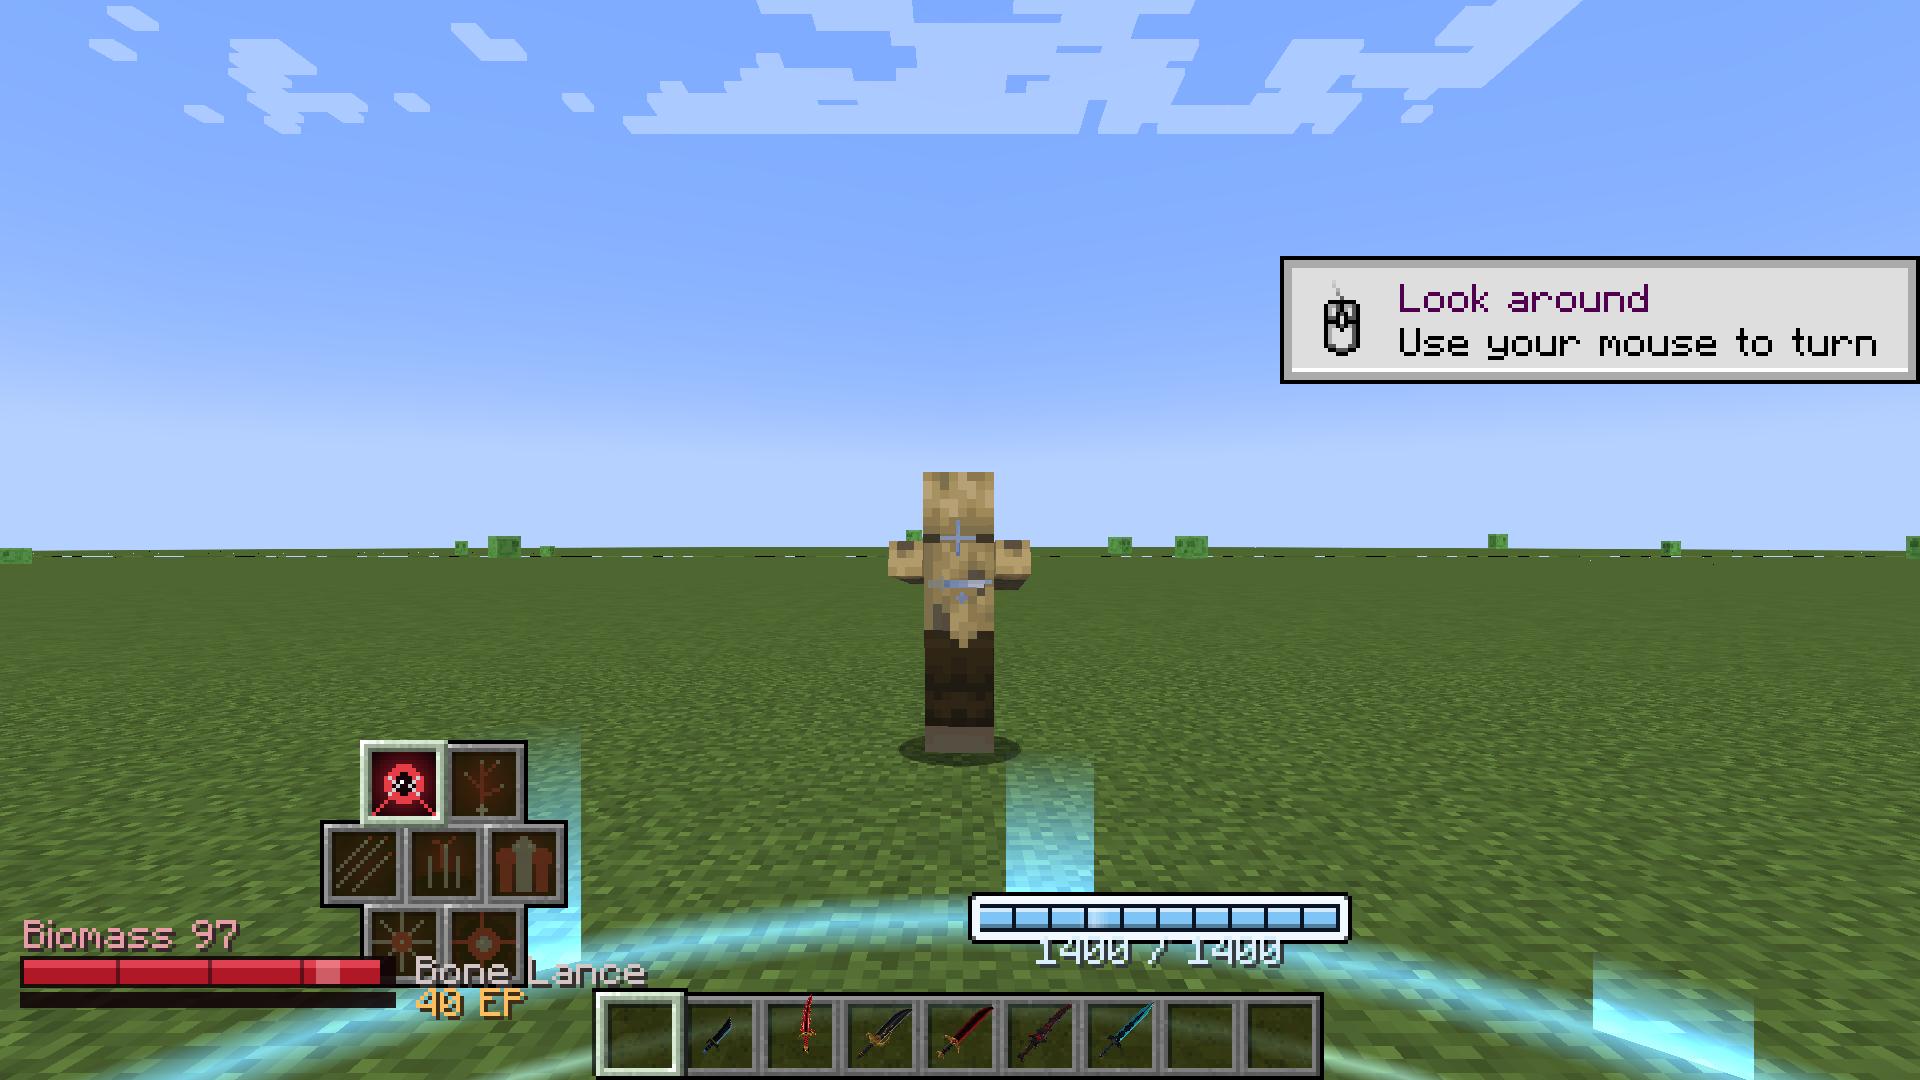 Look around
Use your mouse to turn
Biomass 97
Bone Lance
40 EP
1400 / 1400